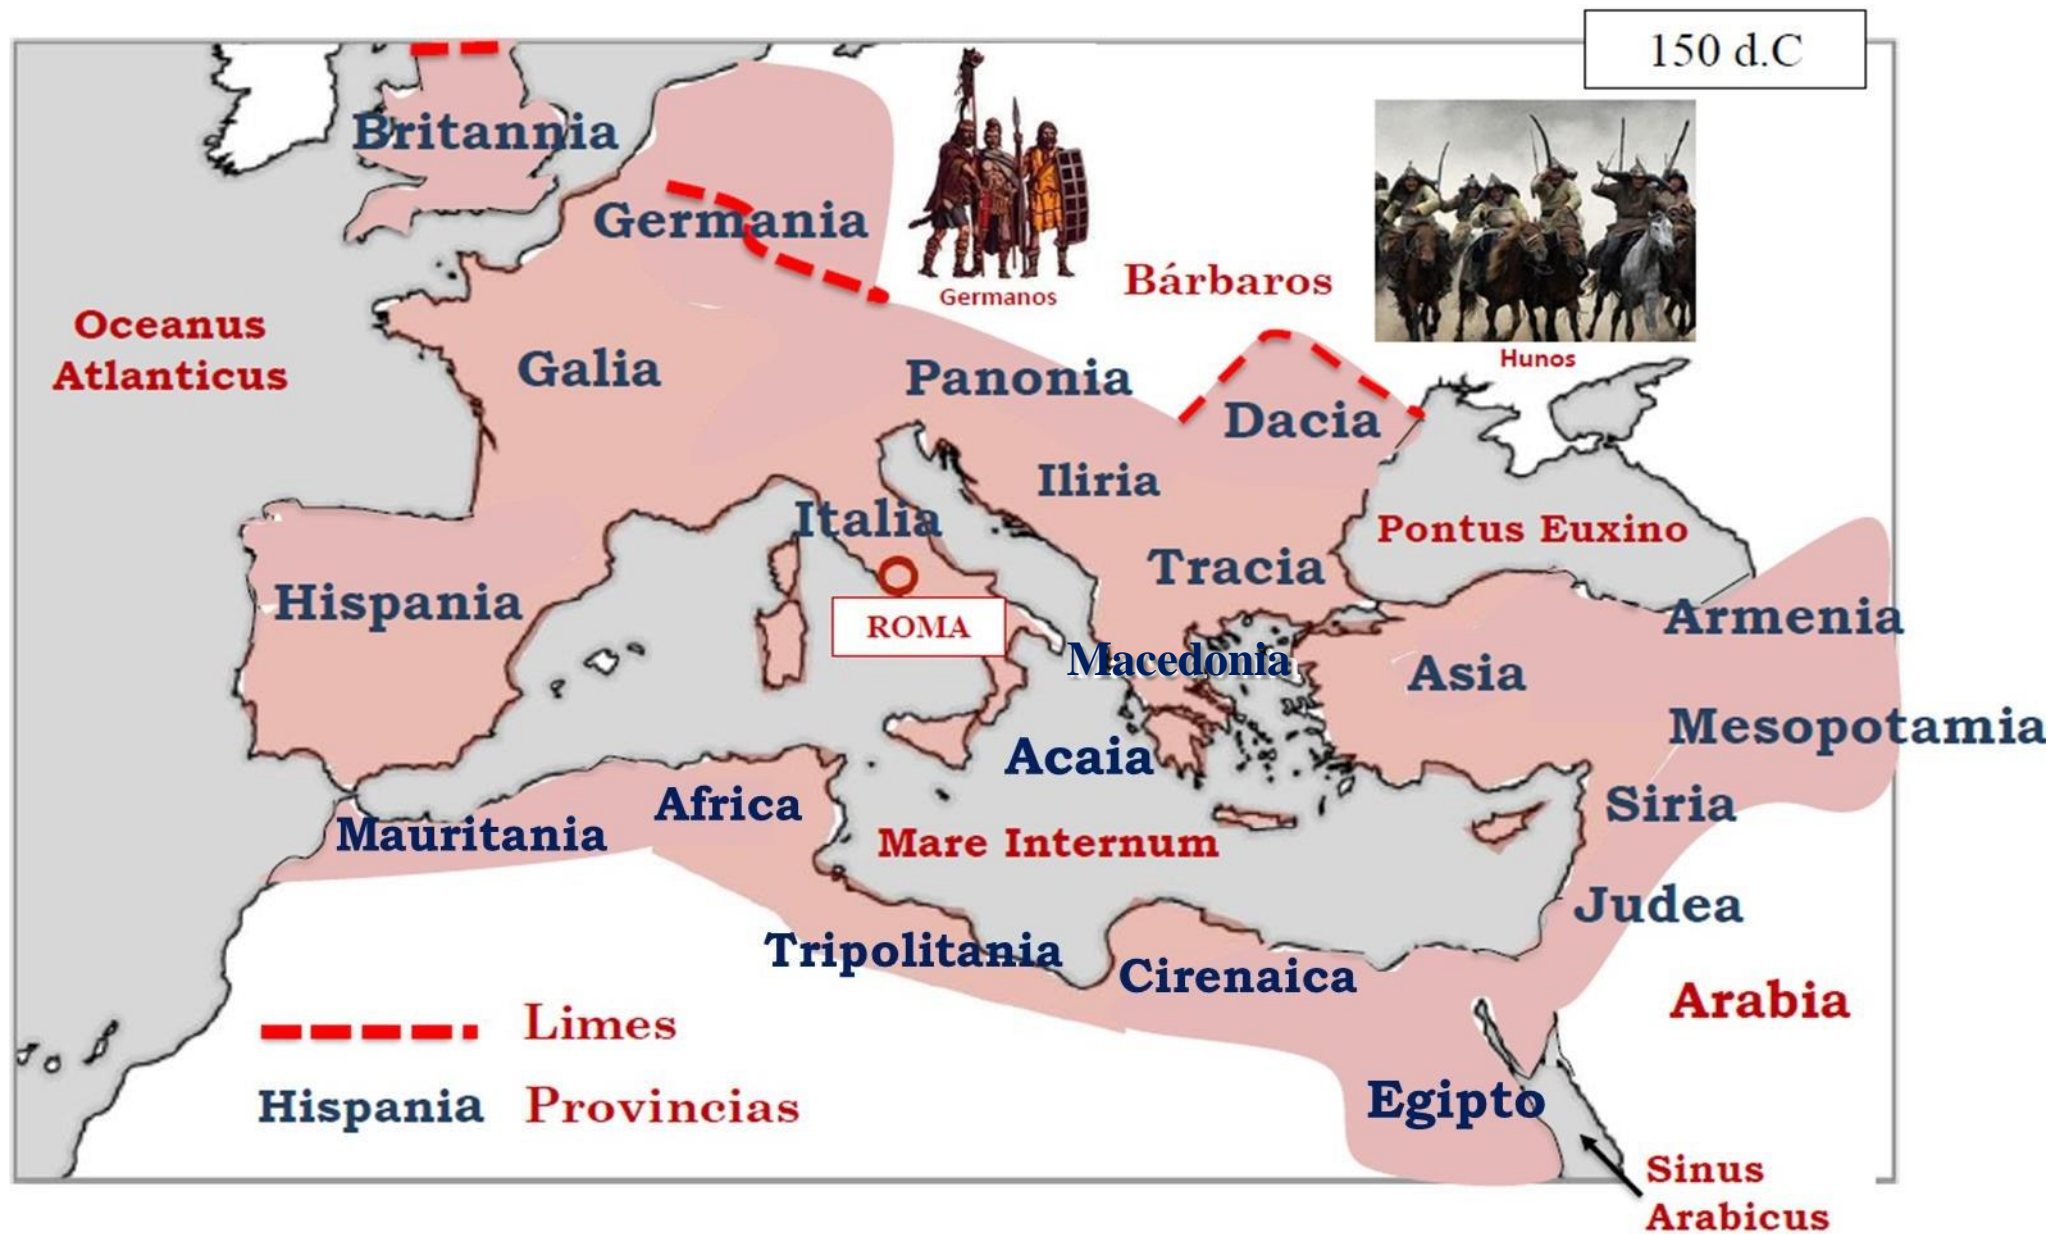 150 d.C
Britannia
Germania
Germanos
Bárbaros
Hunos
Oceanus
Atlanticus
Galia
Panonia
Dacia
Iliria
Italia
Pontus Euxino
Tracia
Hispania
ROMA
Armenia
Macedonia
Asia
Mesopotamia
Acaia
Africa
Siria
Mauritania
Mare Internum
Judea
Tripolitania
Cirenaica
Arabia
Limes
Egipto
Hispania Provincias
Sinus
Arabicus